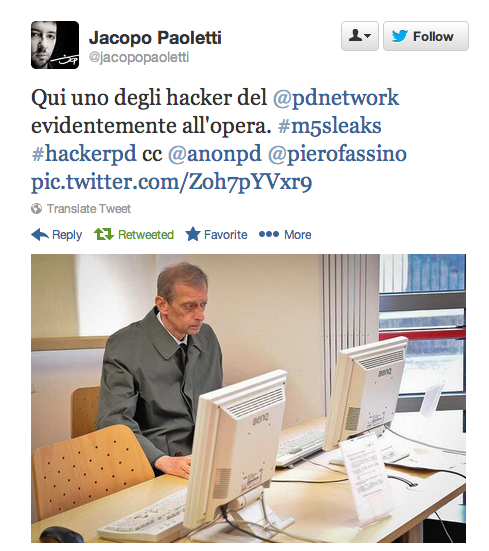 Jacopo Paoletti
@jacopopaoletti
Follow
Qui uno degli hacker del @pdnetwork
evidentemente all'opera. #m5sleaks
#hackerpd cc @anonpd @pierofassino
pic.twitter.com/Zoh7pYVxr9
Translate Tweet
Reply Retweeted Favorite More
BenQ
BenQ